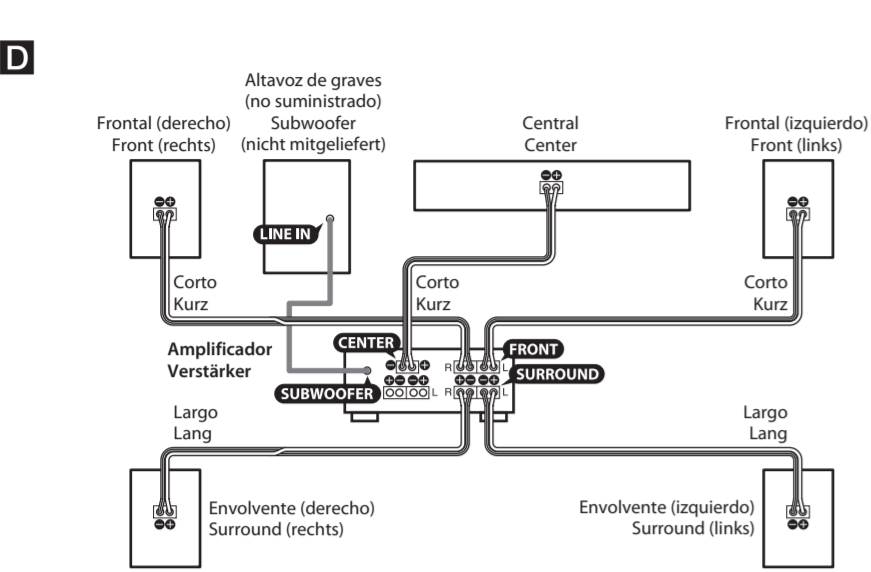 D
Altavoz de graves
(no suministrado)
Subwoofer
(nicht mitgeliefert)
Frontal (derecho)
Front (rechts)
Central
Center
Frontal (izquierdo)
Front (links)
LINE IN
Corto
Kurz
Corto
Kurz
Corto
Kurz
Amplificador
Verstärker
CENTER
FRONT
R L
SURROUND
SUBWOOFER
L R L
Largo
Lang
Largo
Lang
Envolvente (derecho)
Surround (rechts)
Envolvente (izquierdo)
Surround (links)